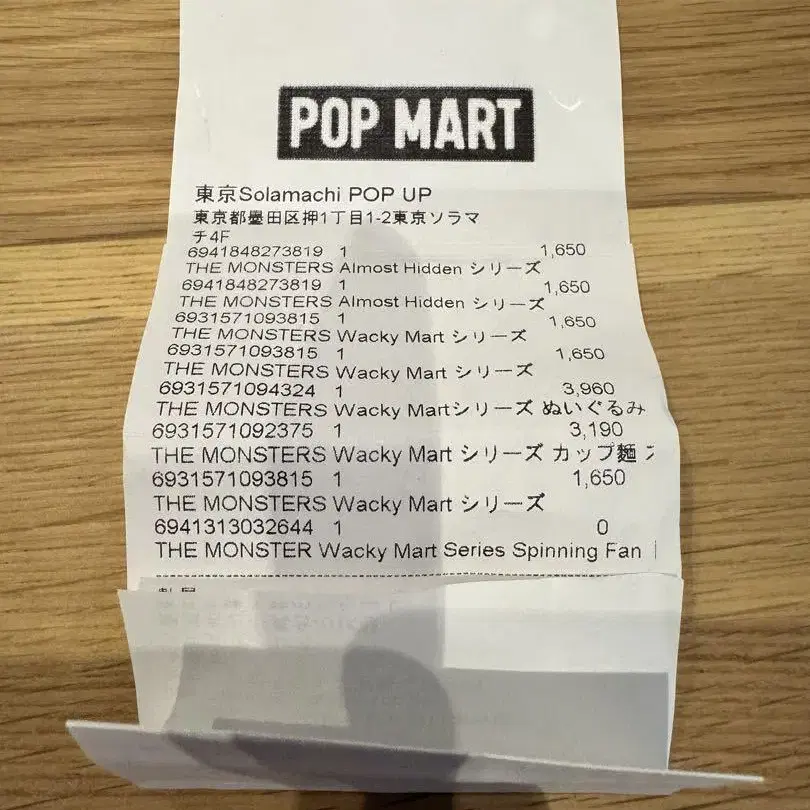 POP MART
東京Solamachi POP UP
東京都墨田区押1丁目1-2東京ソラマ
チ4F
6941848273819 1 1,650
THE MONSTERS Almost Hidden シリーズ
6941848273819 1 1,650
THE MONSTERS Almost Hidden シリーズ
6931571093815 1 1,650
THE MONSTERS Wacky Mart シリーズ
6931571093815 1 1,650
THE MONSTERS Wacky Mart シリーズ
6931571094324 1 3,960
THE MONSTERS Wacky Martシリーズ ぬいぐるみ
6931571092375 1 3,190
THE MONSTERS Wacky Mart シリーズ カップ麺
6931571093815 1 1,650
THE MONSTERS Wacky Mart シリーズ
6941313032644 1 0
THE MONSTER Wacky Mart Series Spinning Fan